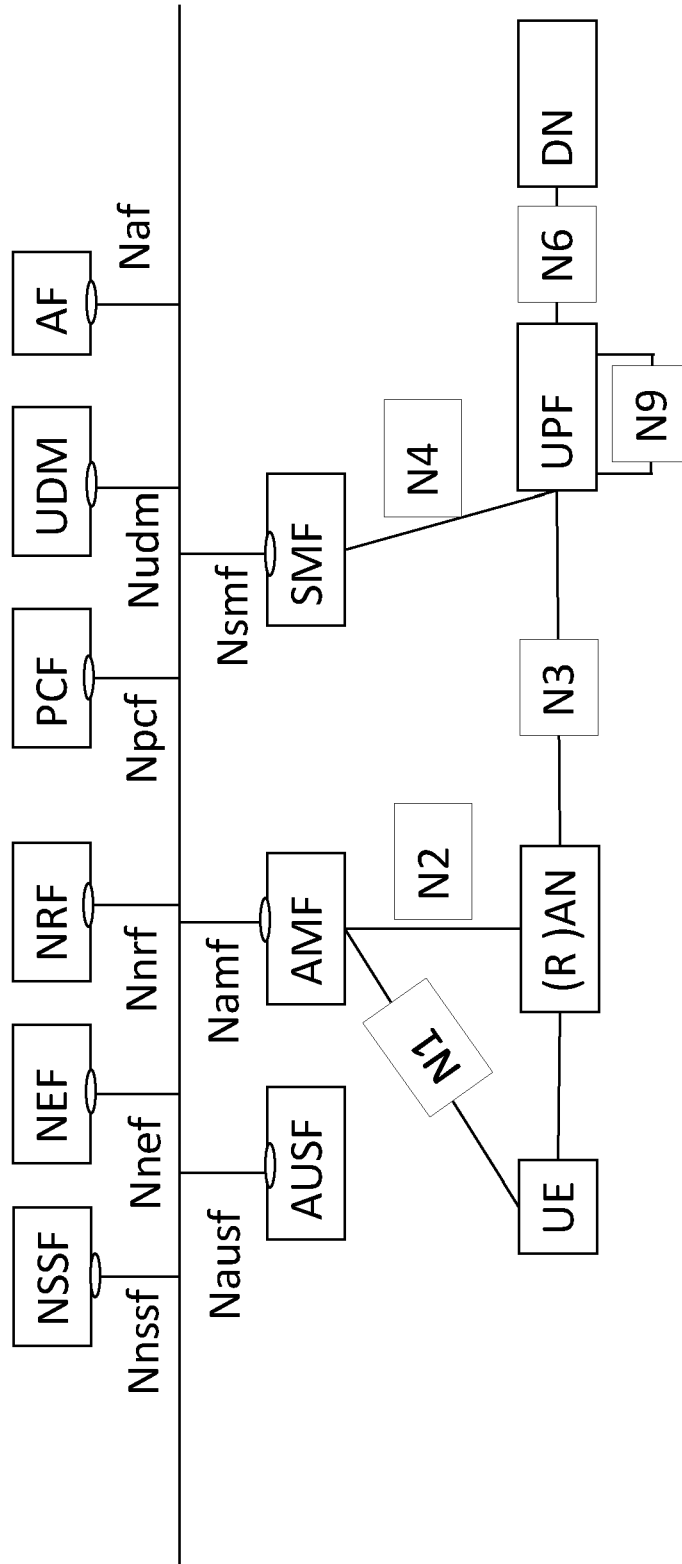 NSSF
NEF
NRF
PCF
UDM
AF
Nnssf
Nnef
Nnrf
Npcf
Nudm
Naf
Nausf
Namf
Nsmf
AUSF
AMF
SMF
N1
N2
N4
UE
(R )AN
N3
UPF
N6
DN
N9